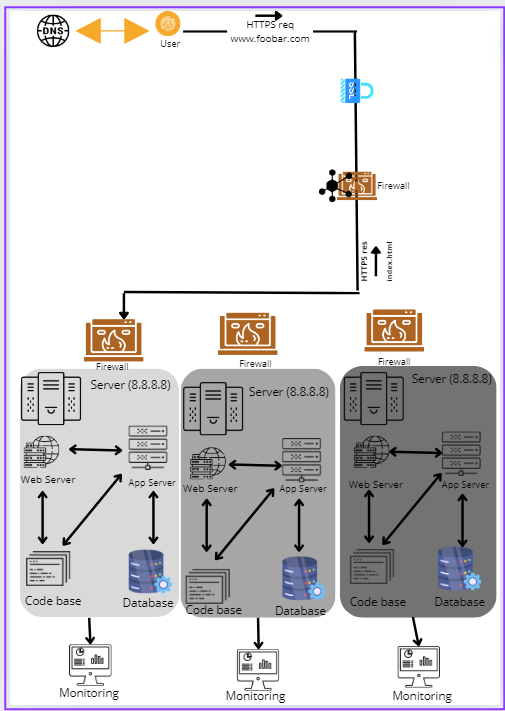 DNS
User
HTTPS req
www.foobar.com
SSL
Firewall
HTTPS res
index.html
Firewall
Firewall
Firewall
Server (8.8.8.8)
Server (8.8.8.8)
Server (8.8.8.8)
Web Server
App Server
Web Server
App Server
Web Server
App Server
Code base
Database
Code base
Database
Code base
Database
Monitoring
Monitoring
Monitoring